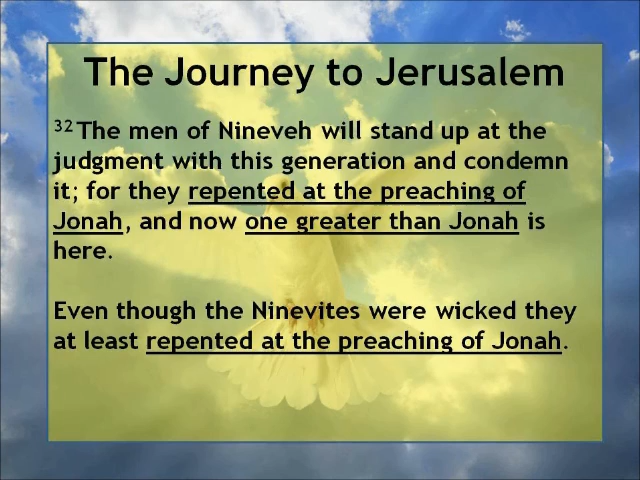 The Journey to Jerusalem
32 The men of Nineveh will stand up at the
judgment with this generation and condemn
it; for they repented at the preaching of
Jonah, and now one greater than Jonah is
here.
Even though the Ninevites were wicked they
at least repented at the preaching of Jonah.